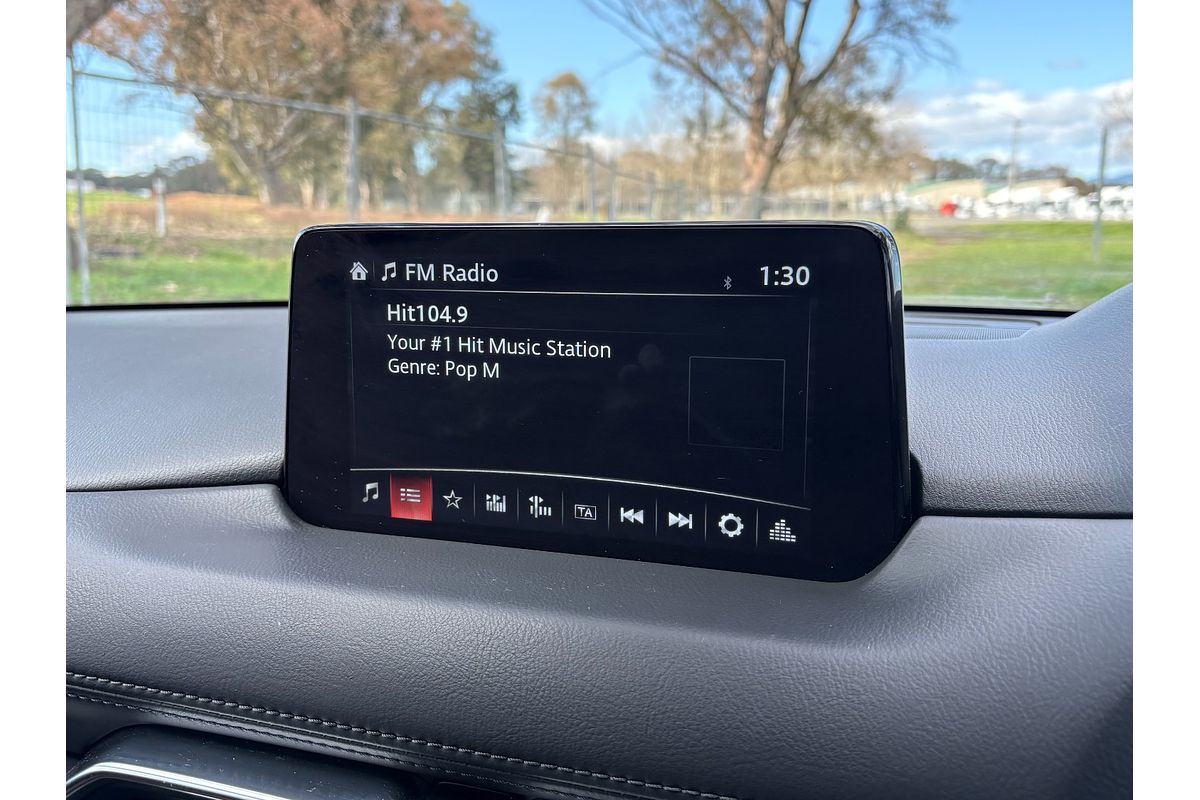 FM Radio
1:30
Hit104.9
Your #1 Hit Music Station
Genre: Pop M
TA